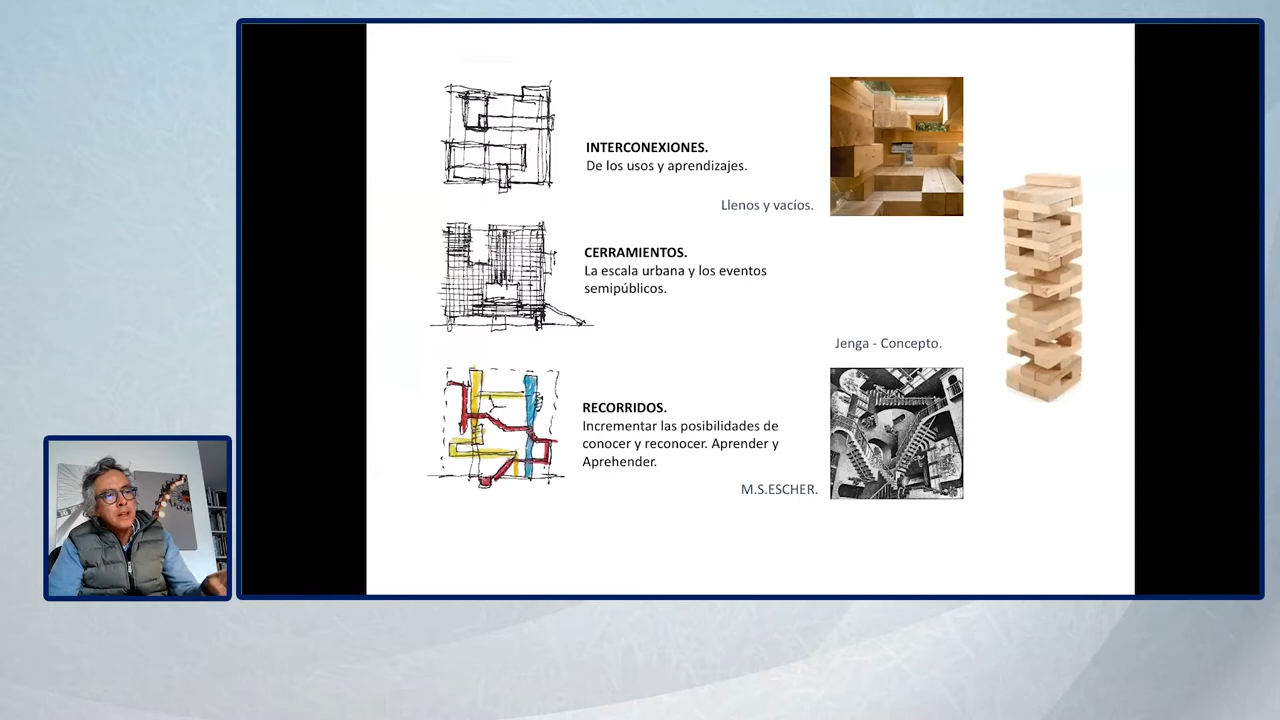 INTERCONEXIONES.
De los usos y aprendizajes.
Llenos y vacíos.
CERRAMIENTOS.
La escala urbana y los eventos
semipúblicos.
Jenga - Concepto.
RECORRIDOS.
Incrementar las posibilidades de
conocer y reconocer. Aprender y
Aprehender.
M.S.ESCHER.